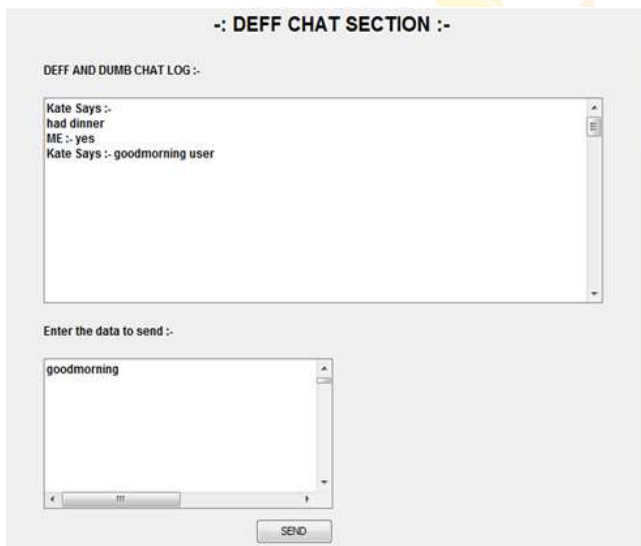 -: DEFF CHAT SECTION :-
DEFF AND DUMB CHAT LOG :-
Kate Says :-
had dinner
ME :- yes
Kate Says :- goodmorning user
Enter the data to send :-
goodmorning
SEND